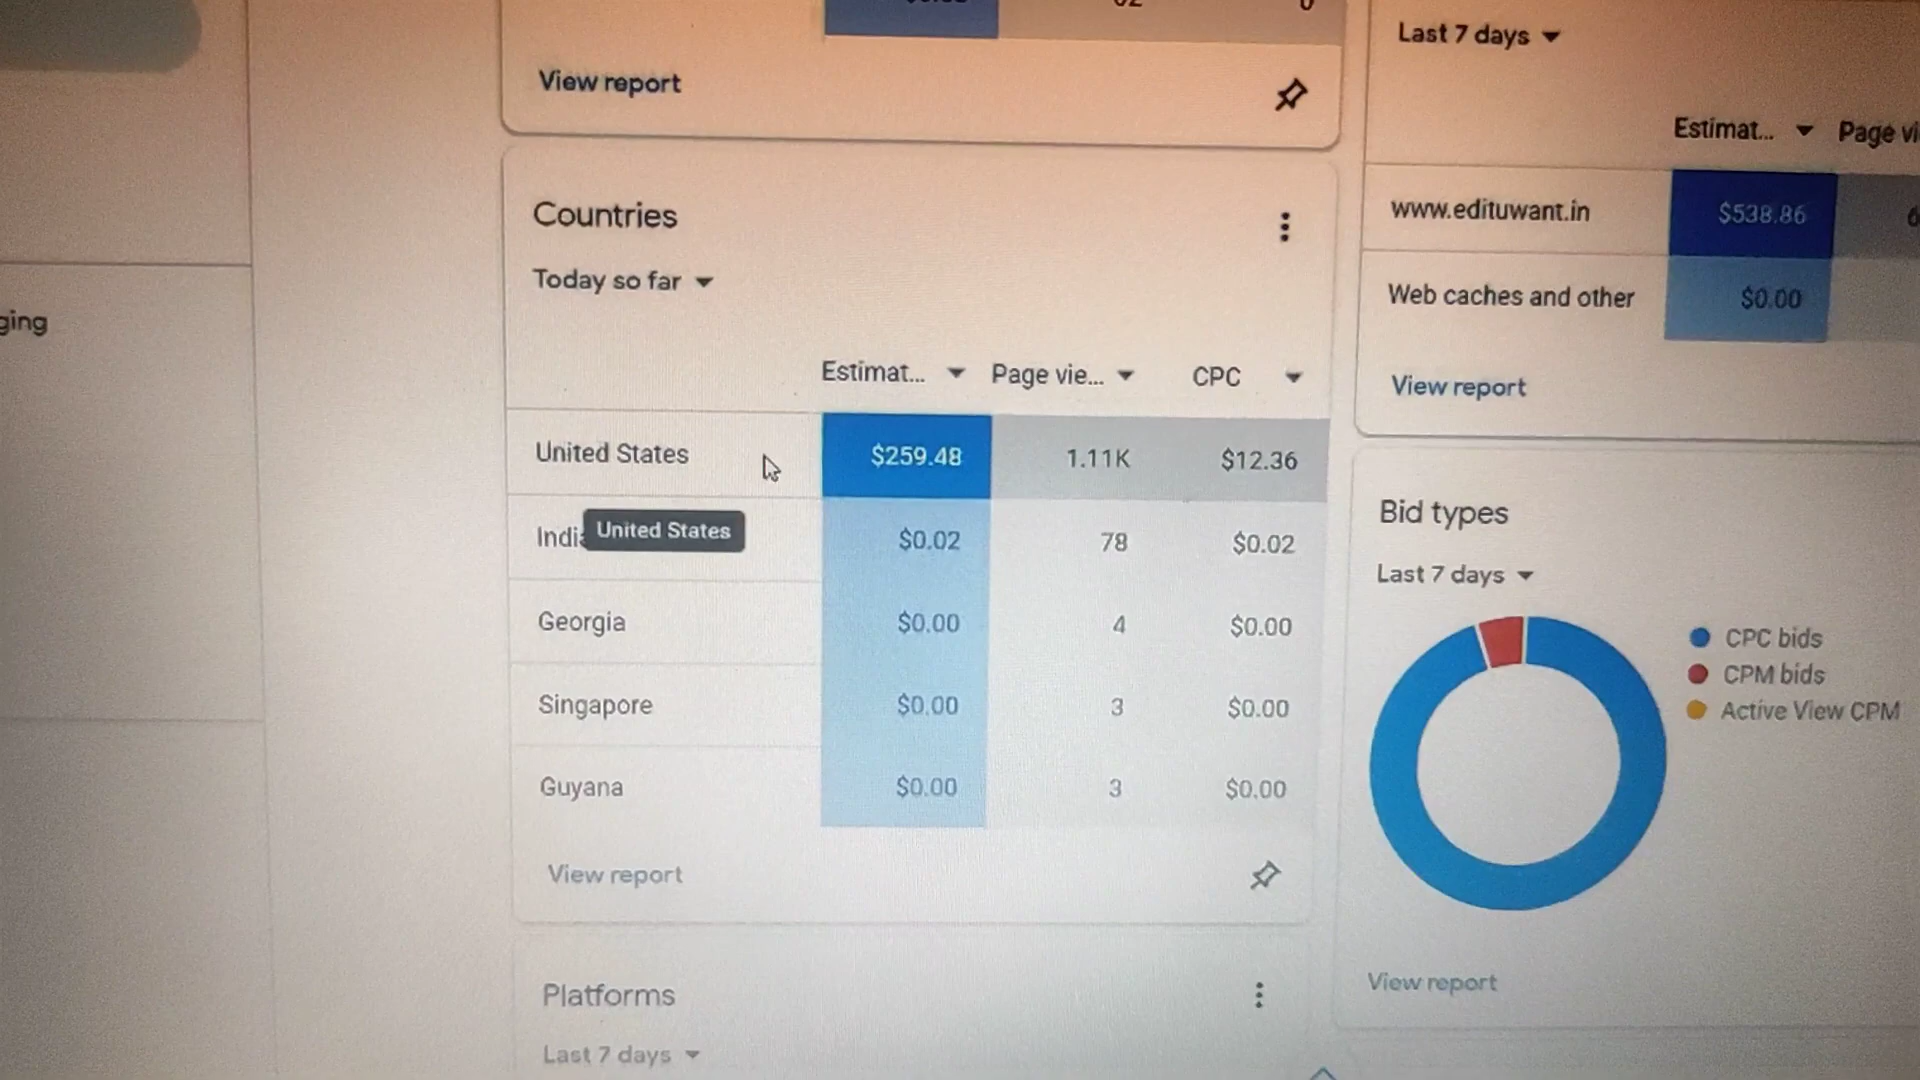 View report
Countries
Today so far
Estimat... Page vie... CPC
United States $259.48 1.11K $12.36
United States
$0.02 78 $0.02
Georgia $0.00 4 $0.00
Singapore $0.00 3 $0.00
Guyana $0.00 3 $0.00
View report
Platforms
Last 7 days
Last 7 days
Estimat... Page vi
www.edituwant.in $538.86
Web caches and other $0.00
View report
Bid types
Last 7 days
CPC bids
CPM bids
Active View CPM
View report
ging